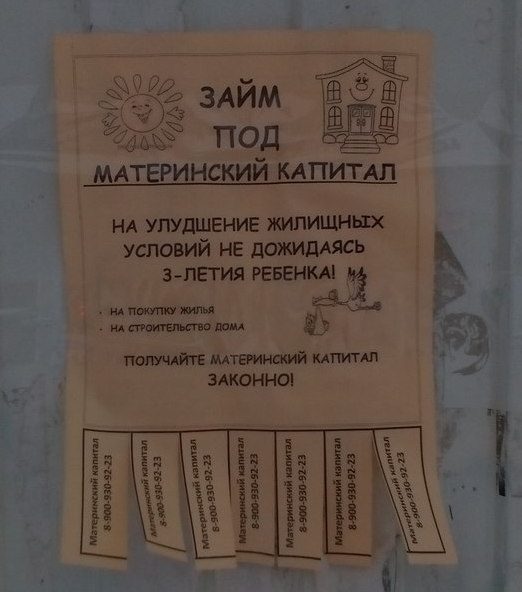 ЗАЙМ
ПОД
МАТЕРИНСКИЙ КАПИТАЛ
НА УЛУДШЕНИЕ ЖИЛИЩНЫХ
УСЛОВИЙ НЕ ДОЖИДАЯСЬ
3-ЛЕТИЯ РЕБЕНКА!
- НА ПОКУПКУ ЖИЛЬЯ
- НА СТРОИТЕЛЬСТВО ДОМА
ПОЛУЧАЙТЕ МАТЕРИНСКИЙ КАПИТАЛ
ЗАКОННО!
Материнский капитал
8-900-930-92-23
Материнский капитал
8-900-930-92-23
Материнский капитал
8-900-930-92-23
Материнский капитал
8-900-930-92-23
Материнский капитал
8-900-930-92-23
Материнский капитал
8-900-930-92-23
Материнский капитал
8-900-930-92-23